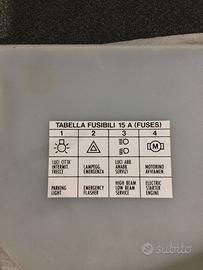 TABELLA FUSIBILI 15 A (FUSES)
1 2 3 4
LUCI CITTA' INTERMIT. FRECCE
LAMPEGG. EMERGENZA
LUCI ABB. ANABB. SERVIZI
MOTORINO AVVIAMEN.
M
PARKING LIGHT
EMERGENCY FLASHER
HIGH BEAM LOW BEAM SERVICE
ELECTRIC STARTER ENGINE
subito